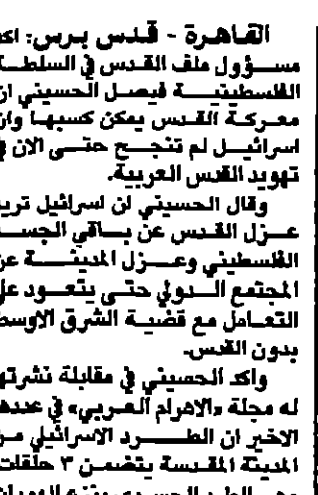 القاهرة - قدس برس: اكد
مسؤول ملف القدس في السلطة
الفلسطينية فيصل الحسيني ان
معركة القدس يمكن كسبها وان
اسرائيل لم تنجح حتى الان في
تهويد القدس العربية.
وقال الحسيني ان اسرائيل تريد
عزل القدس عن باقي الجسد
الفلسطيني وعزل المدينة عن
المجتمع الدولي حتى يتعود على
التعامل مع قضية الشرق الاوسط
بدون القدس.
واكد الحسيني في مقابلة نشرتها
له مجلة «الاهرام العربي» في عددها
الاخير ان الطرد الاسرائيلي من
المدينة المقدسة يتضمن ٣ حلقات